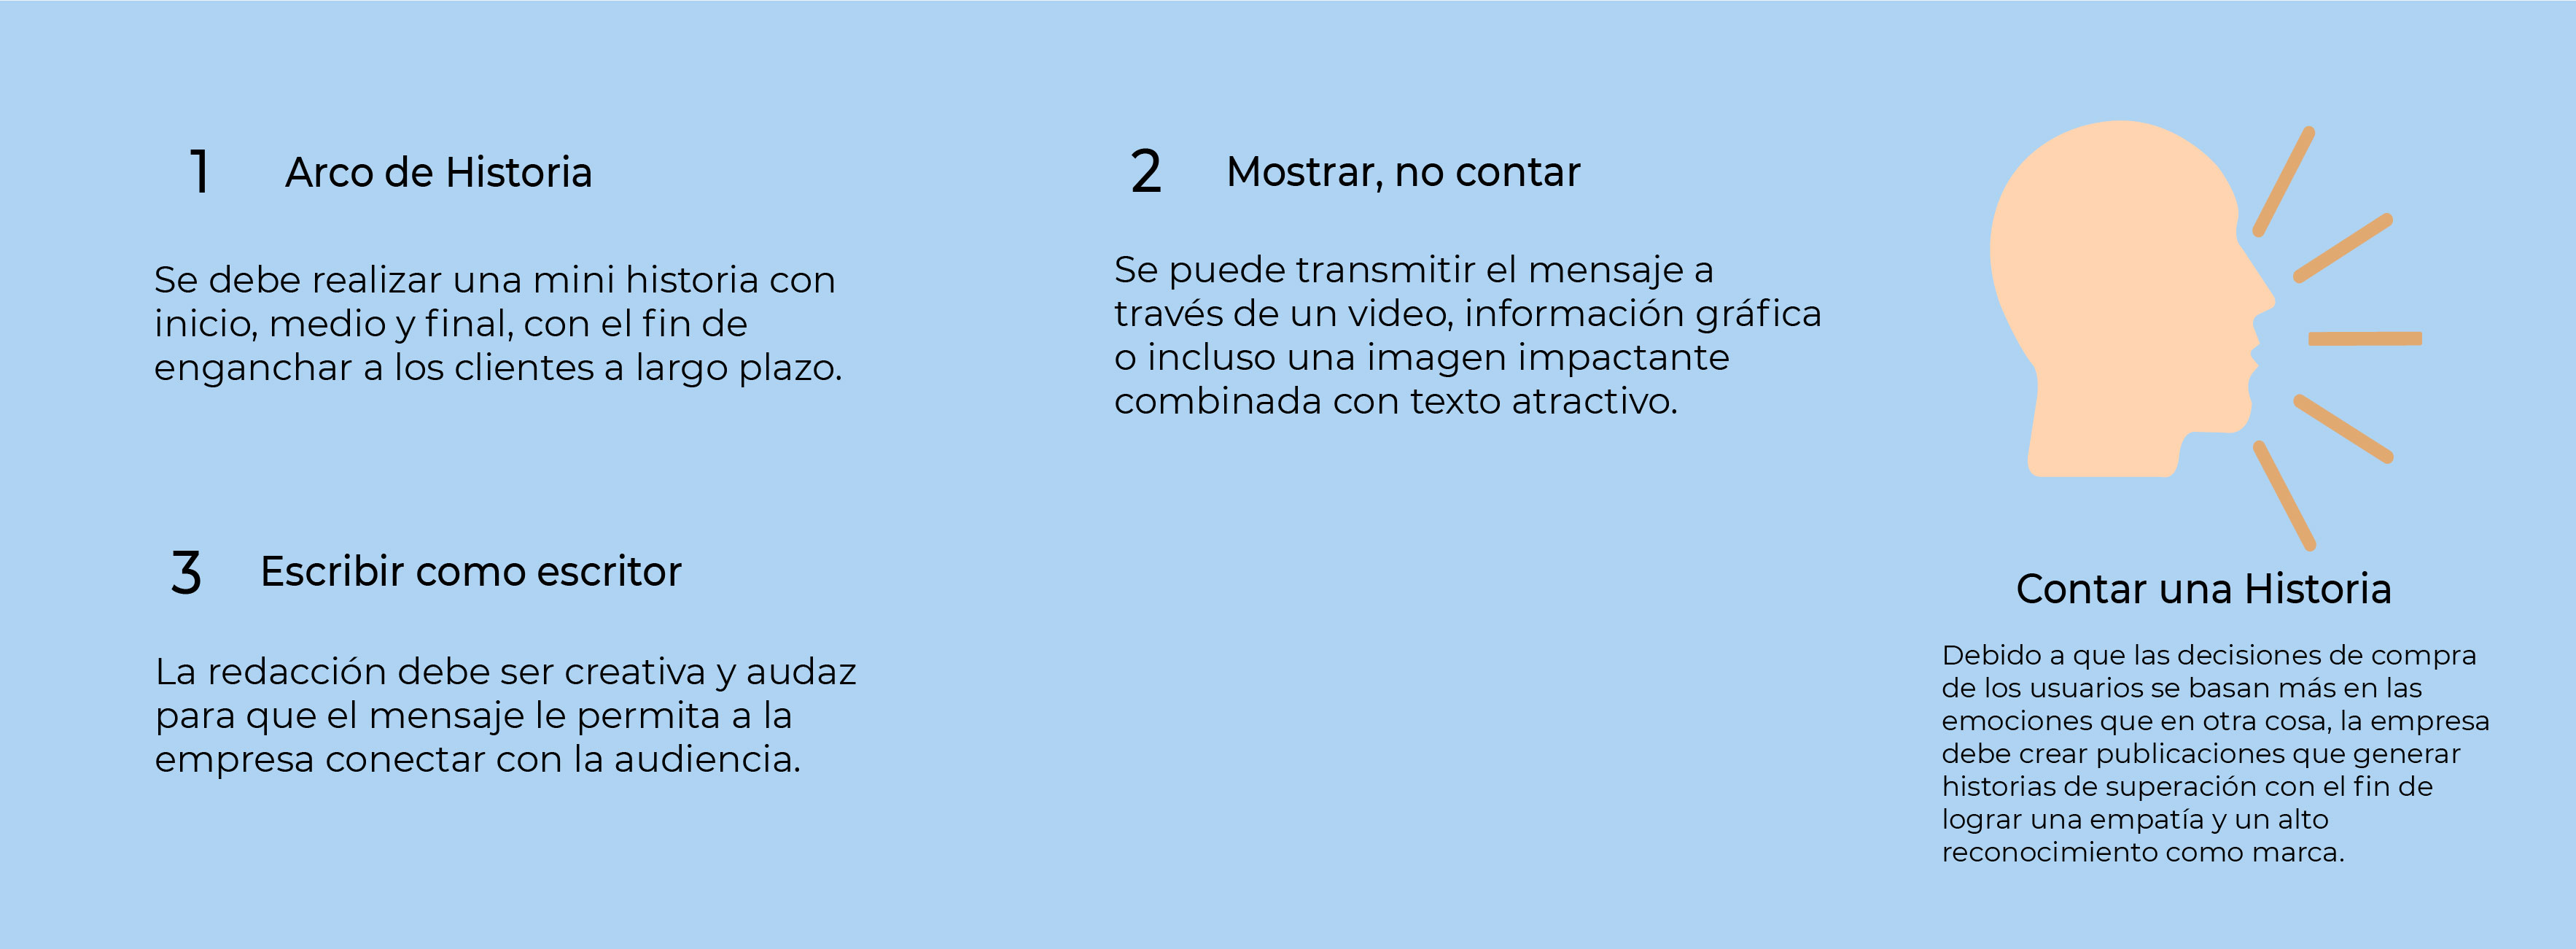 1 Arco de Historia
Se debe realizar una mini historia con
inicio, medio y final, con el fin de
enganchar a los clientes a largo plazo.
2 Mostrar, no contar
Se puede transmitir el mensaje a
través de un video, información gráfica
o incluso una imagen impactante
combinada con texto atractivo.
3 Escribir como escritor
La redacción debe ser creativa y audaz
para que el mensaje le permita a la
empresa conectar con la audiencia.
Contar una Historia
Debido a que las decisiones de compra
de los usuarios se basan más en las
emociones que en otra cosa, la empresa
debe crear publicaciones que generar
historias de superación con el fin de
lograr una empatía y un alto
reconocimiento como marca.